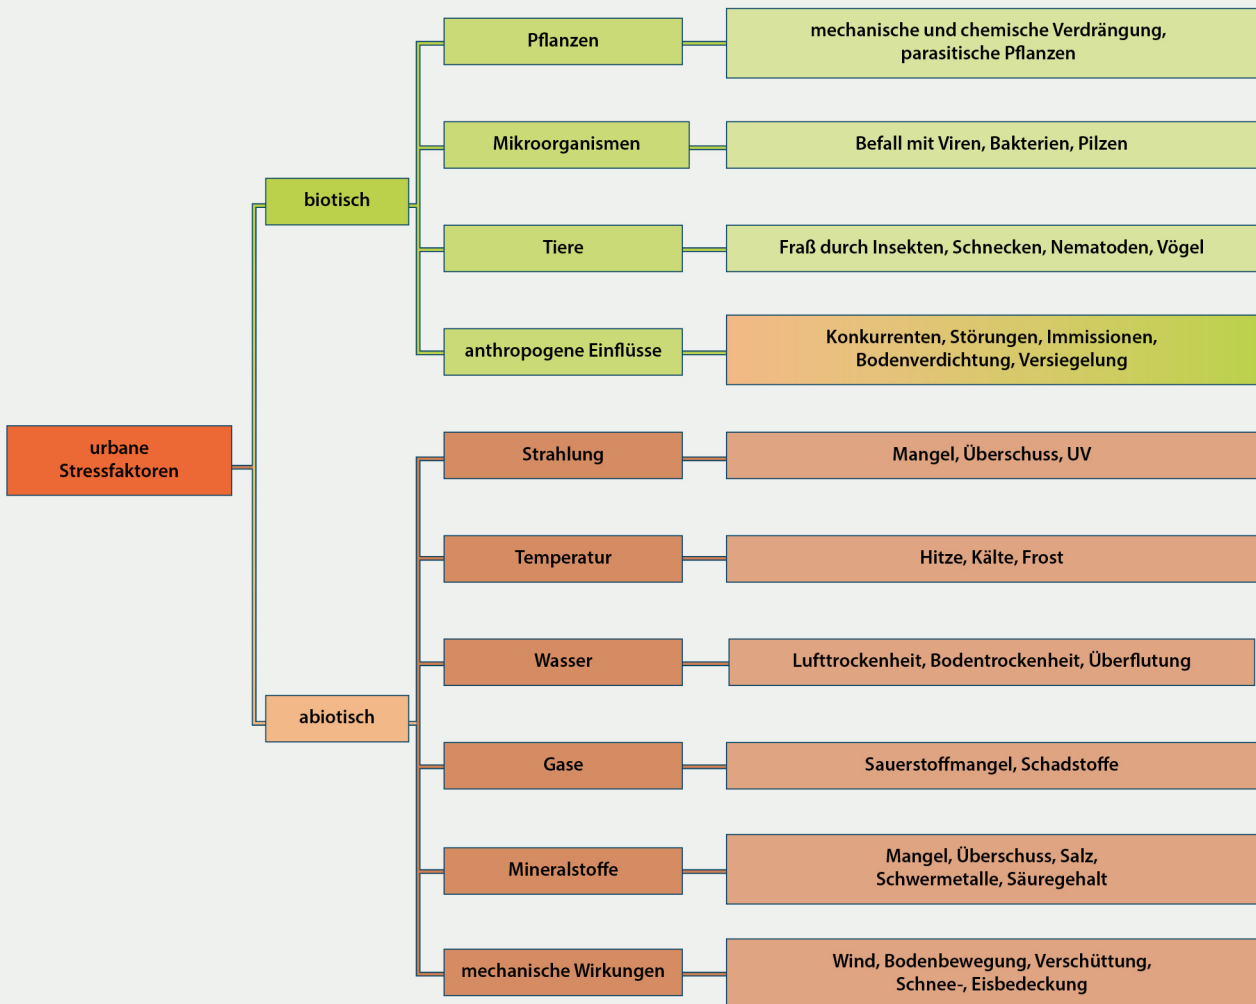 urbane
Stressfaktoren
biotisch
Pflanzen
mechanische und chemische Verdrängung,
parasitische Pflanzen
Mikroorganismen
Befall mit Viren, Bakterien, Pilzen
Tiere
Fraß durch Insekten, Schnecken, Nematoden, Vögel
anthropogene Einflüsse
Konkurrenten, Störungen, Immissionen,
Bodenverdichtung, Versiegelung
abiotisch
Strahlung
Mangel, Überschuss, UV
Temperatur
Hitze, Kälte, Frost
Wasser
Lufttrockenheit, Bodentrockenheit, Überflutung
Gase
Sauerstoffmangel, Schadstoffe
Mineralstoffe
Mangel, Überschuss, Salz,
Schwermetalle, Säuregehalt
mechanische Wirkungen
Wind, Bodenbewegung, Verschüttung,
Schnee-, Eisbedeckung